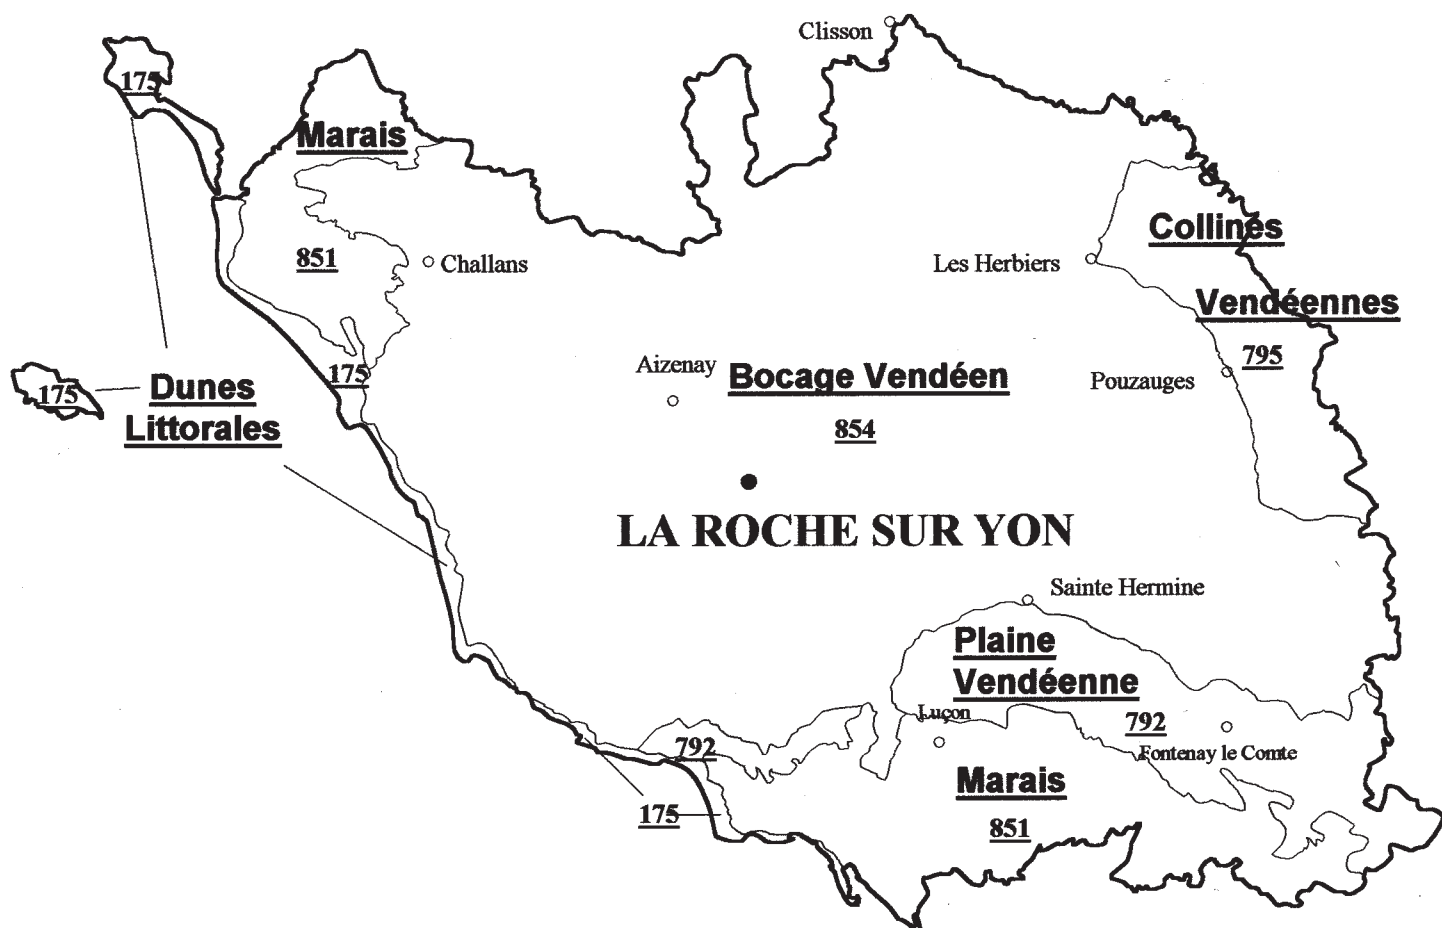 Clisson
175
Marais
Collines
851
Challans
Les Herbiers
Vendéennes
795
175
175
Dunes
Littorales
Aizenay
Bocage Vendéen
854
Pouzauges
LA ROCHE SUR YON
Sainte Hermine
Plaine
Vendéenne
Luçon
792
792
Fontenay le Comte
Marais
851
175